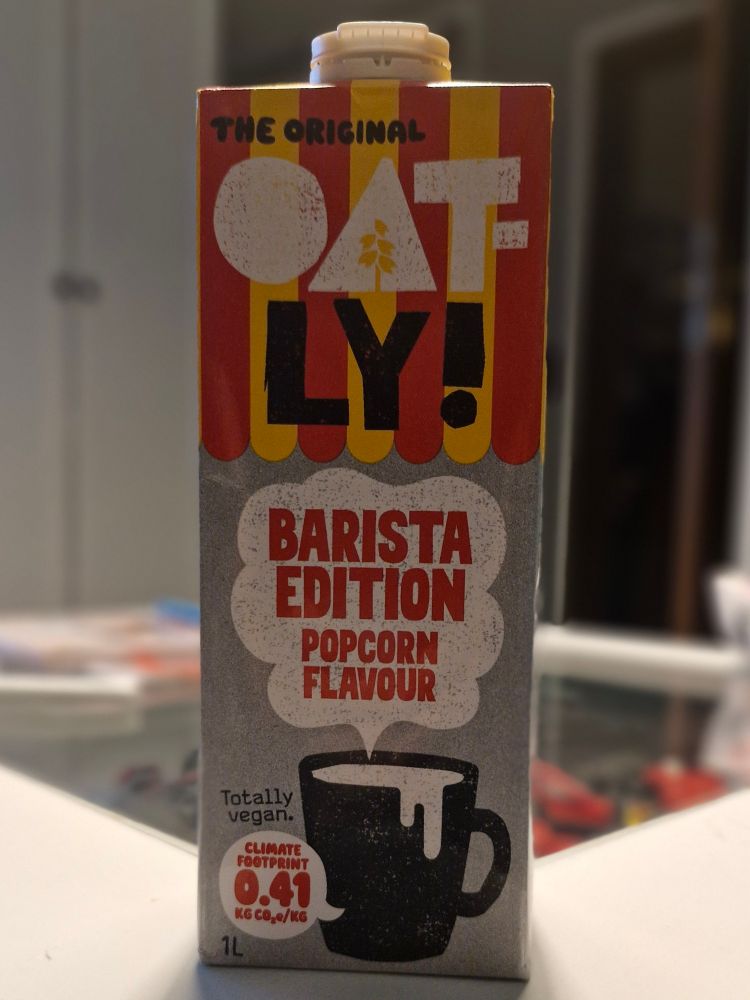 THE ORIGINAL
OAT-
LY!
BARISTA
EDITION
POPCORN
FLAVOUR
Totally
vegan.
CLIMATE
FOOTPRINT
0.41
KG CO₂e/KG
1L